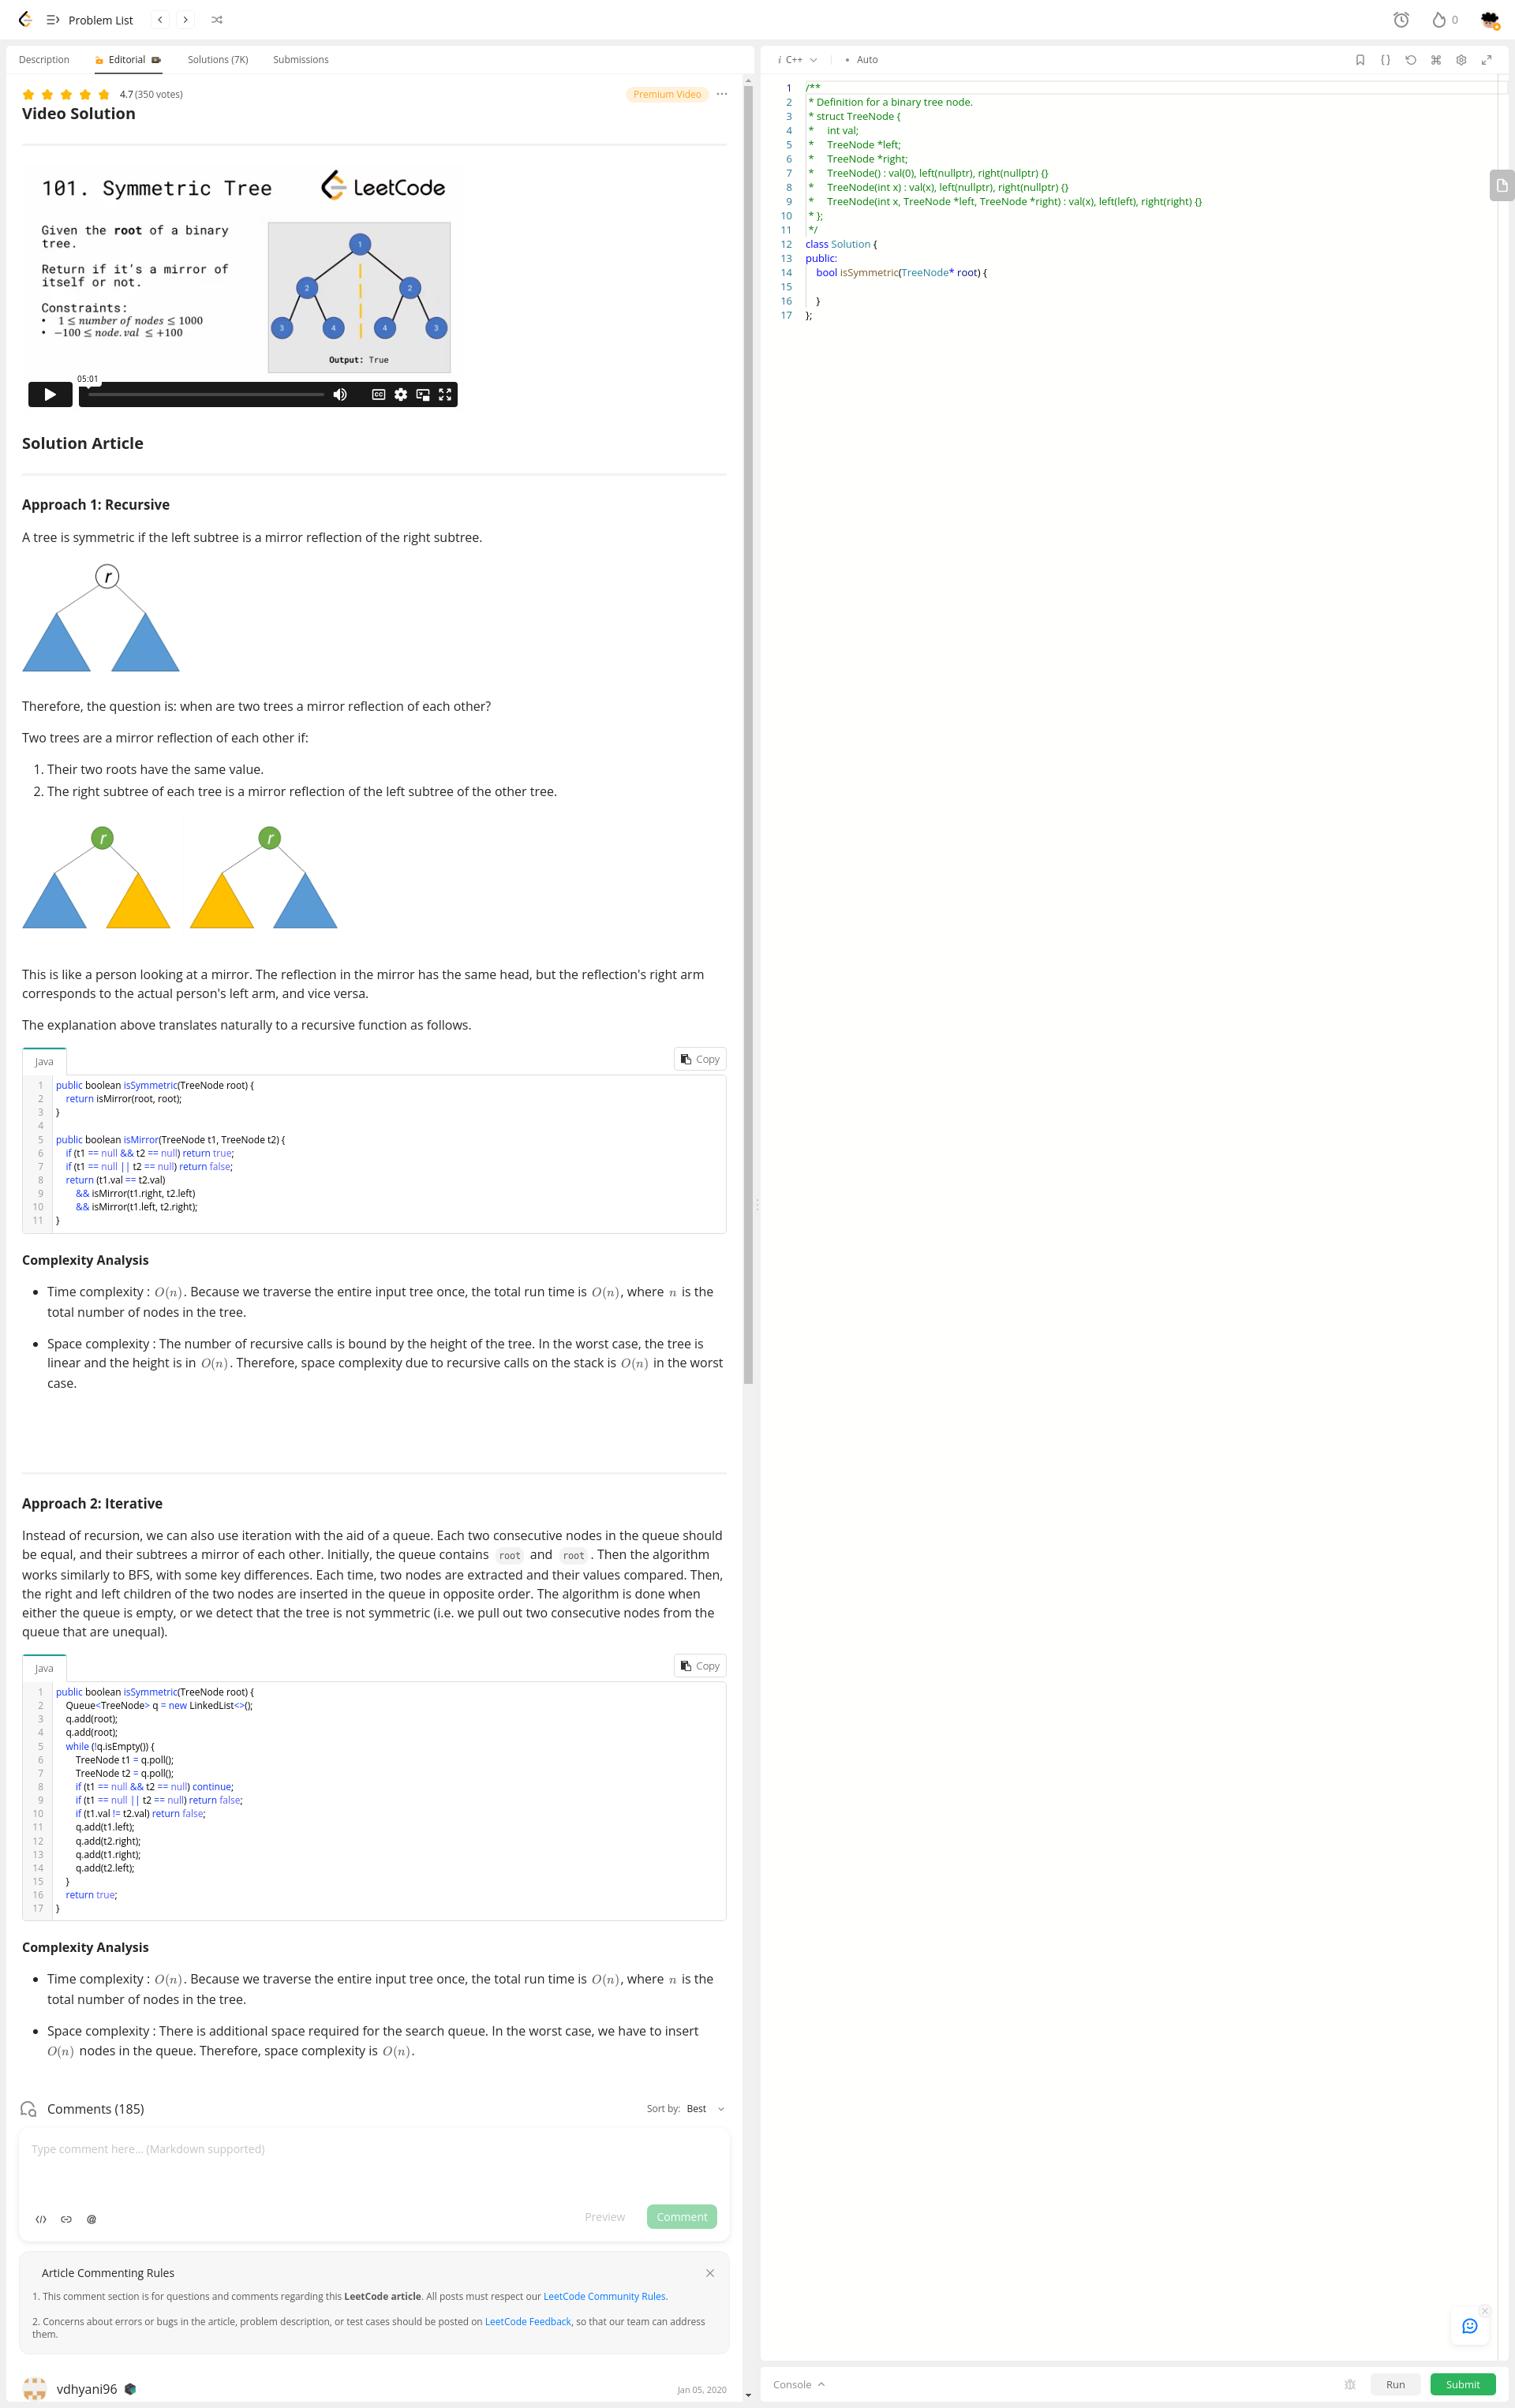 Problem List
0
Description Editorial Solutions (7K) Submissions
4.7 (350 votes) Premium Video
Video Solution
101. Symmetric Tree LeetCode
Given the root of a binary
tree.
Return if it's a mirror of
itself or not.
Constraints:
• 1 ≤ number of nodes ≤ 1000
• −100 ≤ node.val ≤ +100
1
2 2
3 4 4 3
Output: True
05:01
CC
Solution Article
Approach 1: Recursive
A tree is symmetric if the left subtree is a mirror reflection of the right subtree.
r
Therefore, the question is: when are two trees a mirror reflection of each other?
Two trees are a mirror reflection of each other if:
1. Their two roots have the same value.
2. The right subtree of each tree is a mirror reflection of the left subtree of the other tree.
r r
This is like a person looking at a mirror. The reflection in the mirror has the same head, but the reflection's right arm
corresponds to the actual person's left arm, and vice versa.
The explanation above translates naturally to a recursive function as follows.
Java Copy
1 public boolean isSymmetric(TreeNode root) {
2 return isMirror(root, root);
3 }
4
5 public boolean isMirror(TreeNode t1, TreeNode t2) {
6 if (t1 == null && t2 == null) return true;
7 if (t1 == null || t2 == null) return false;
8 return (t1.val == t2.val)
9 && isMirror(t1.right, t2.left)
10 && isMirror(t1.left, t2.right);
11 }
Complexity Analysis
• Time complexity : O(n). Because we traverse the entire input tree once, the total run time is O(n), where n is the
total number of nodes in the tree.
• Space complexity : The number of recursive calls is bound by the height of the tree. In the worst case, the tree is
linear and the height is in O(n). Therefore, space complexity due to recursive calls on the stack is O(n) in the worst
case.
Approach 2: Iterative
Instead of recursion, we can also use iteration with the aid of a queue. Each two consecutive nodes in the queue should
be equal, and their subtrees a mirror of each other. Initially, the queue contains root and root . Then the algorithm
works similarly to BFS, with some key differences. Each time, two nodes are extracted and their values compared. Then,
the right and left children of the two nodes are inserted in the queue in opposite order. The algorithm is done when
either the queue is empty, or we detect that the tree is not symmetric (i.e. we pull out two consecutive nodes from the
queue that are unequal).
Java Copy
1 public boolean isSymmetric(TreeNode root) {
2 Queue<TreeNode> q = new LinkedList<>();
3 q.add(root);
4 q.add(root);
5 while (!q.isEmpty()) {
6 TreeNode t1 = q.poll();
7 TreeNode t2 = q.poll();
8 if (t1 == null && t2 == null) continue;
9 if (t1 == null || t2 == null) return false;
10 if (t1.val != t2.val) return false;
11 q.add(t1.left);
12 q.add(t2.right);
13 q.add(t1.right);
14 q.add(t2.left);
15 }
16 return true;
17 }
Complexity Analysis
• Time complexity : O(n). Because we traverse the entire input tree once, the total run time is O(n), where n is the
total number of nodes in the tree.
• Space complexity : There is additional space required for the search queue. In the worst case, we have to insert
O(n) nodes in the queue. Therefore, space complexity is O(n).
Comments (185) Sort by: Best
Type comment here... (Markdown supported)
Preview Comment
Article Commenting Rules
1. This comment section is for questions and comments regarding this LeetCode article. All posts must respect our LeetCode Community Rules.
2. Concerns about errors or bugs in the article, problem description, or test cases should be posted on LeetCode Feedback, so that our team can address
them.
vdhyani96 Jan 05, 2020
i C++ • Auto
1 /**
2 * Definition for a binary tree node.
3 * struct TreeNode {
4 * int val;
5 * TreeNode *left;
6 * TreeNode *right;
7 * TreeNode() : val(0), left(nullptr), right(nullptr) {}
8 * TreeNode(int x) : val(x), left(nullptr), right(nullptr) {}
9 * TreeNode(int x, TreeNode *left, TreeNode *right) : val(x), left(left), right(right) {}
10 * };
11 */
12 class Solution {
13 public:
14 bool isSymmetric(TreeNode* root) {
15
16 }
17 };
Console Run Submit